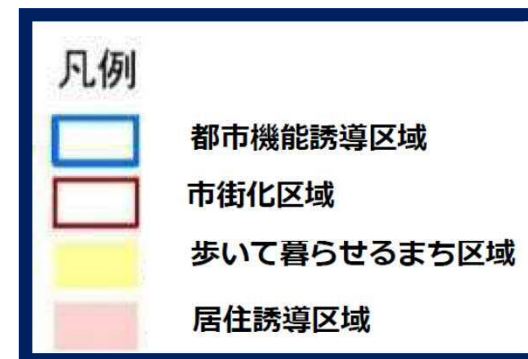 凡例
都市機能誘導区域
市街化区域
歩いて暮らせるまち区域
居住誘導区域